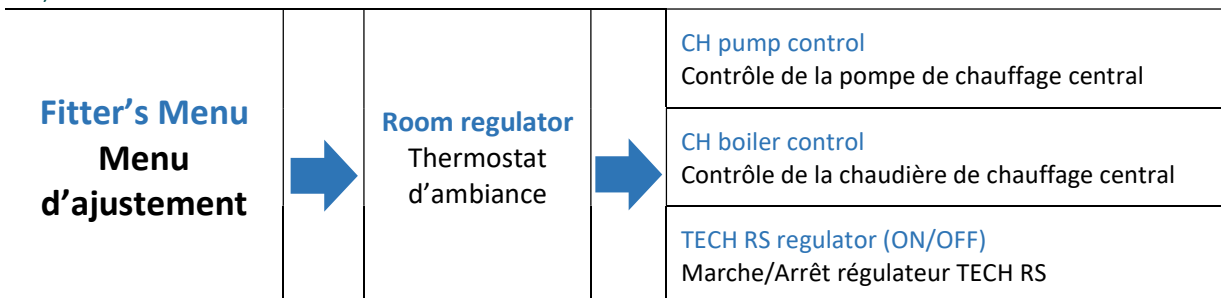 Fitter's Menu
Menu
d'ajustement
Room regulator
Thermostat
d'ambiance
CH pump control
Contrôle de la pompe de chauffage central
CH boiler control
Contrôle de la chaudière de chauffage central
TECH RS regulator (ON/OFF)
Marche/Arrêt régulateur TECH RS